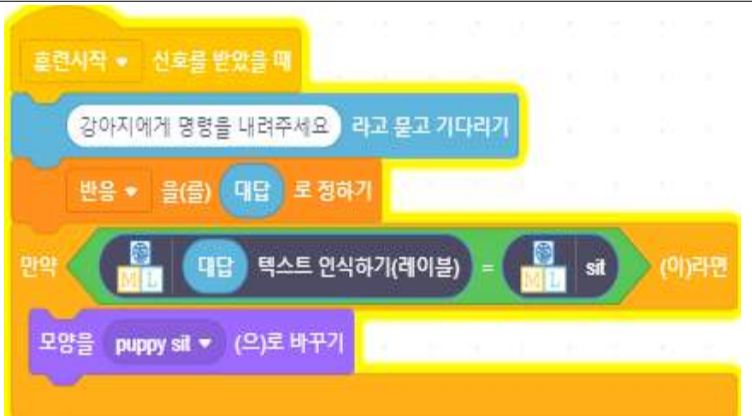 훈련시작 신호를 받았을 때
강아지에게 명령을 내려주세요 라고 묻고 기다리기
반응 을(를) 대답 로 정하기
만약 ML 대답 텍스트 인식하기(레이블) = ML sit (이)라면
모양을 puppy sit (으)로 바꾸기